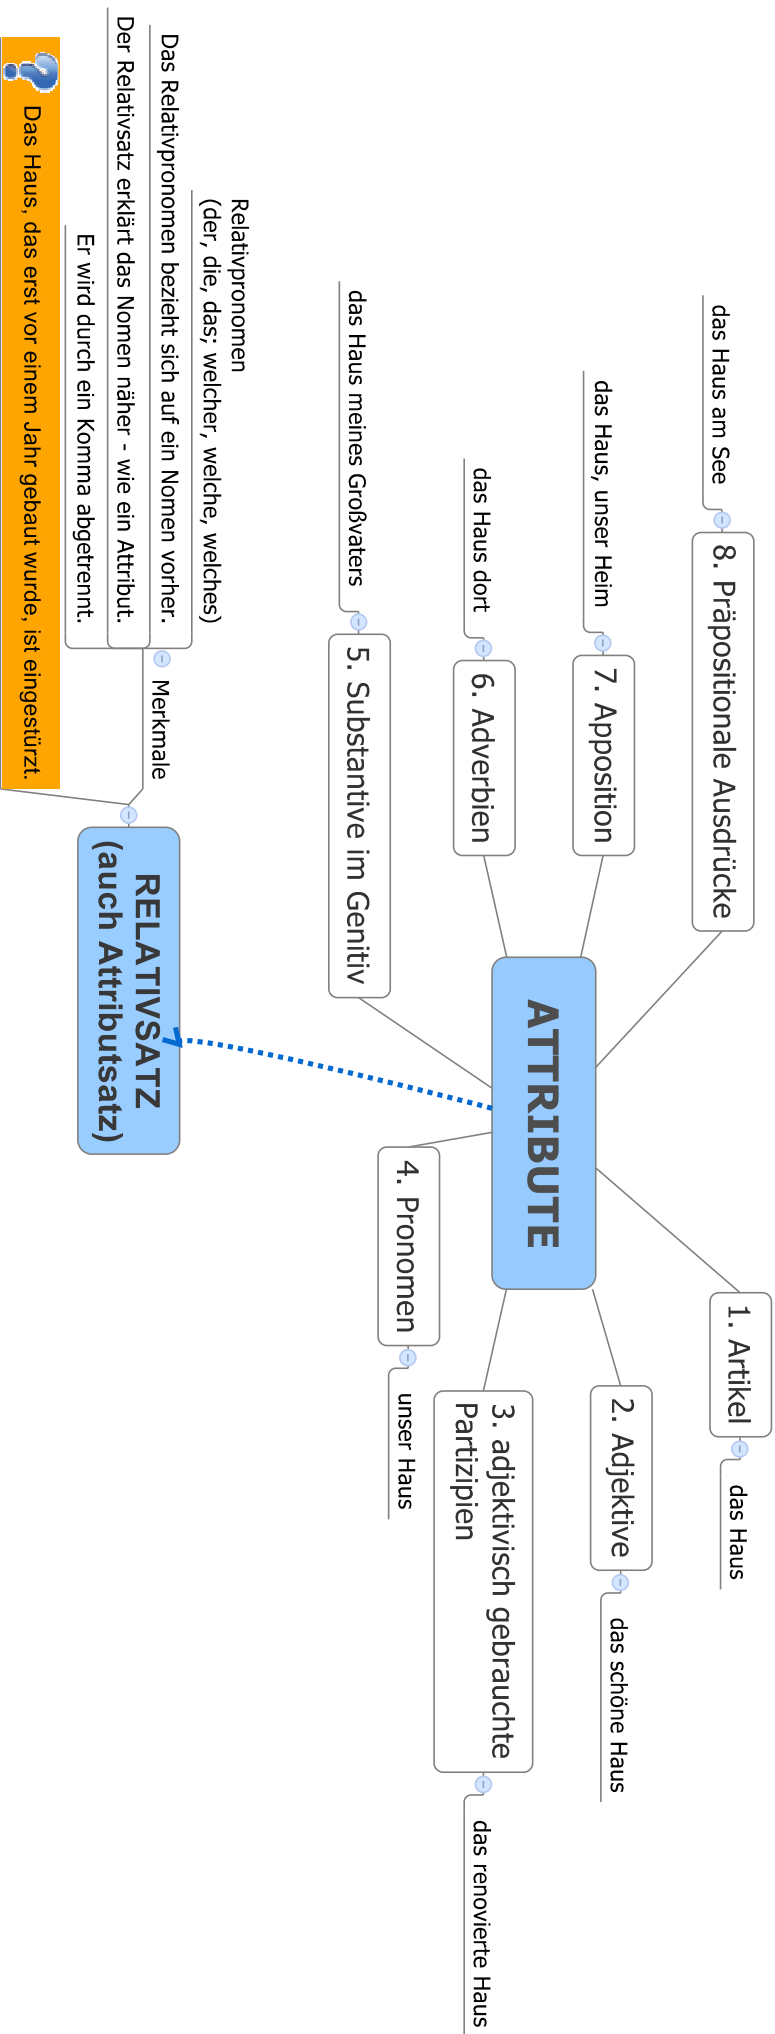 ATTRIBUTE
1. Artikel
das Haus
2. Adjektive
das schöne Haus
3. adjektivisch gebrauchte
Partizipien
das renovierte Haus
4. Pronomen
unser Haus
5. Substantive im Genitiv
das Haus meines Großvaters
6. Adverbien
das Haus dort
7. Apposition
das Haus, unser Heim
8. Präpositionale Ausdrücke
das Haus am See
RELATIVSATZ
(auch Attributsatz)
Merkmale
Relativpronomen
(der, die, das; welcher, welche, welches)
Das Relativpronomen bezieht sich auf ein Nomen vorher.
Der Relativsatz erklärt das Nomen näher - wie ein Attribut.
Er wird durch ein Komma abgetrennt.
Das Haus, das erst vor einem Jahr gebaut wurde, ist eingestürzt.